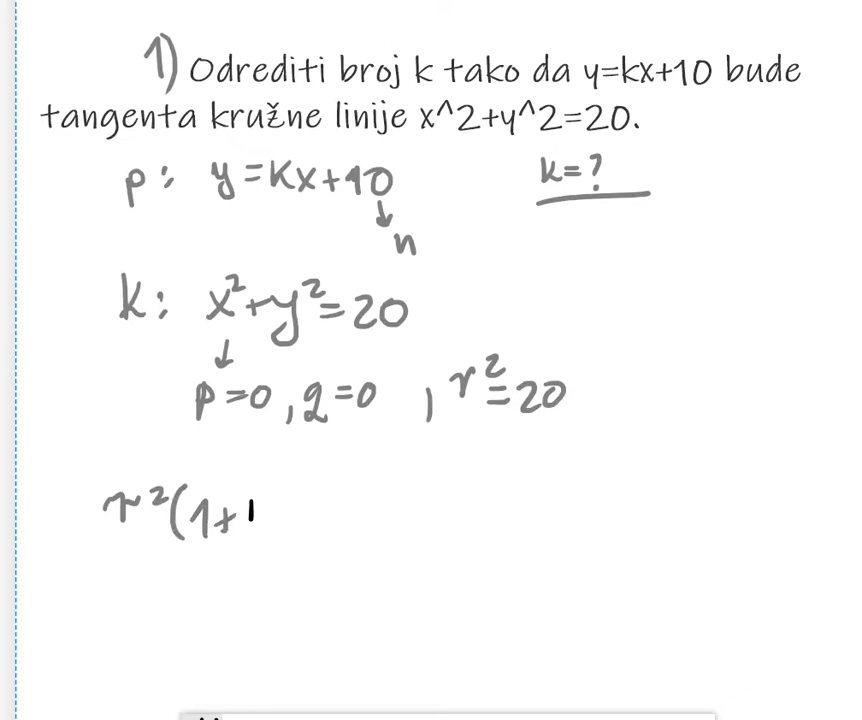 1) Odrediti broj k tako da y=kx+10 bude
tangenta kružne linije x^2+y^2=20.
p: y=kx+10 k=?
↓
n
k: x²+y²=20
↓
p=0, q=0, r²=20
r²(1+